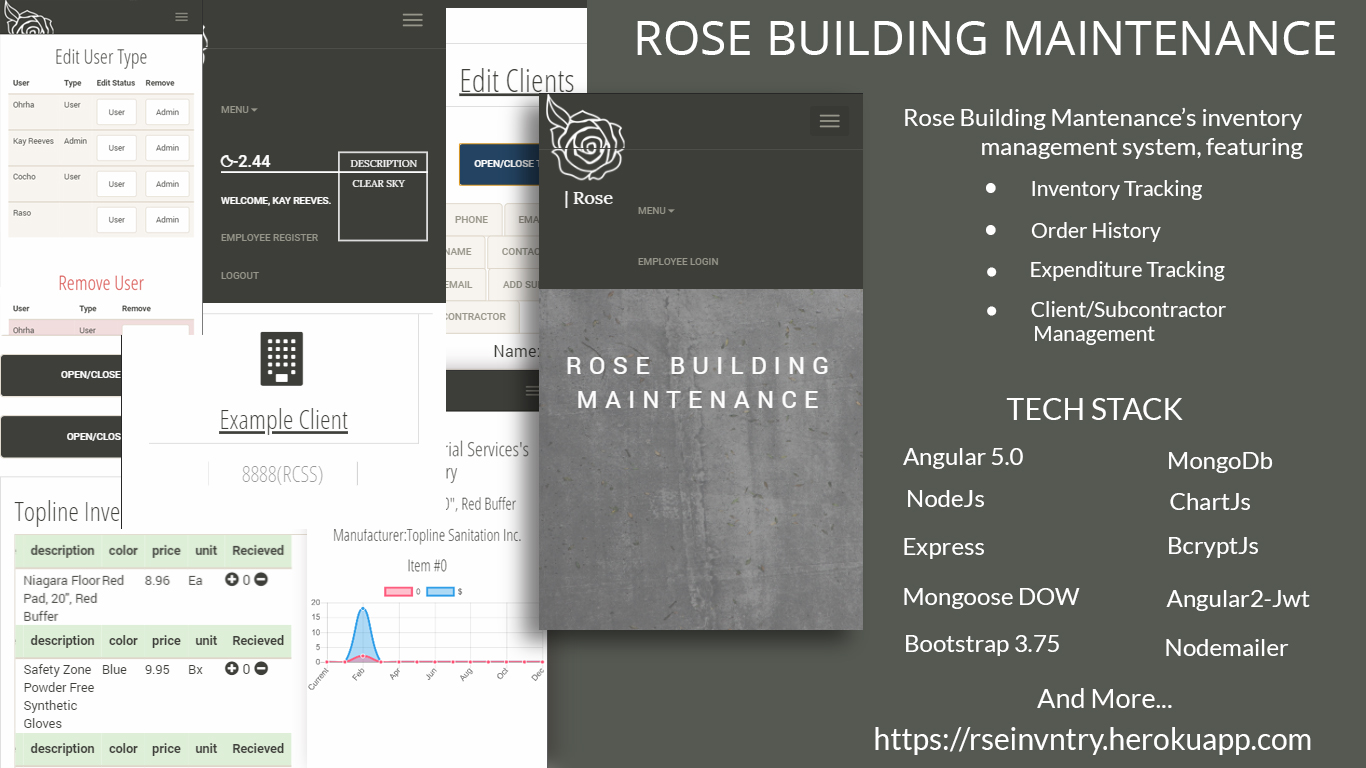 Edit User Type
User Type Edit Status Remove
Ohrha User User Admin
Kay Reeves Admin User Admin
Cocho User User Admin
Raso User Admin
Remove User
User Type Remove
Ohrha User
OPEN/CLOSE
OPEN/CLOS
MENU
-2.44
DESCRIPTION
CLEAR SKY
WELCOME, KAY REEVES.
EMPLOYEE REGISTER
LOGOUT
Example Client
8888(RCSS)
Topline Inve
description color price unit Recieved
Niagara Floor Red 8.96 Ea 0
Pad, 20", Red
Buffer
description color price unit Recieved
Safety Zone Blue 9.95 Bx 0
Powder Free
Synthetic
Gloves
description color price unit Recieved
Edit Clients
OPEN/CLOSE T
PHONE EMA
NAME CONTAC
EMAIL ADD SU
CONTRACTOR
Name:
rial Services's
ry
0", Red Buffer
Manufacturer:Topline Sanitation Inc.
Item #0
0 $
20
15
10
5
0
Current Feb Apr Jun Aug Oct Dec
| Rose
MENU
EMPLOYEE LOGIN
ROSE BUILDING
MAINTENANCE
ROSE BUILDING MAINTENANCE
Rose Building Mantenance’s inventory
management system, featuring
● Inventory Tracking
● Order History
● Expenditure Tracking
● Client/Subcontractor
Management
TECH STACK
Angular 5.0 MongoDb
NodeJs ChartJs
Express BcryptJs
Mongoose DOW Angular2-Jwt
Bootstrap 3.75 Nodemailer
And More...
https://rseinvntry.herokuapp.com